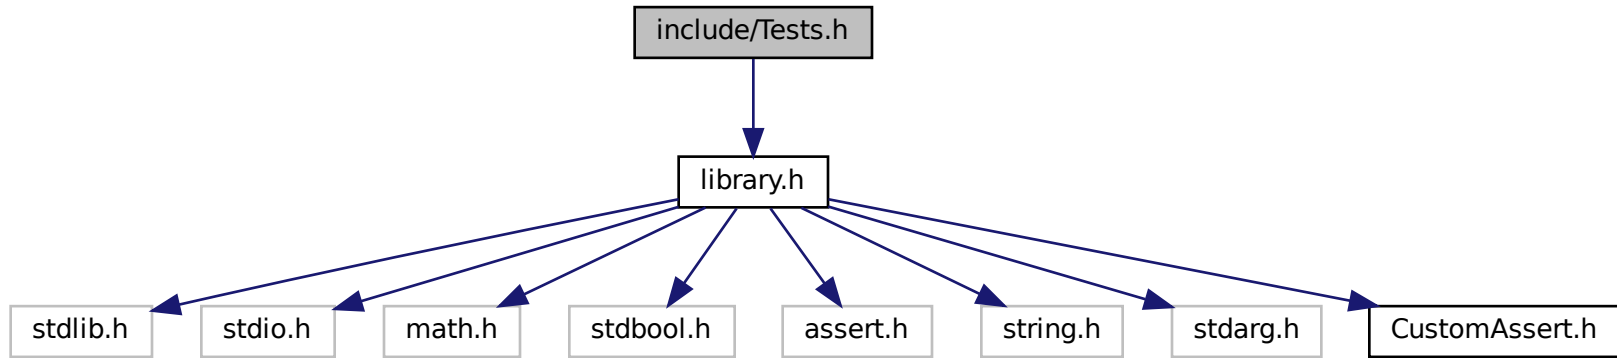 include/Tests.h
library.h
stdlib.h
stdio.h
math.h
stdbool.h
assert.h
string.h
stdarg.h
CustomAssert.h